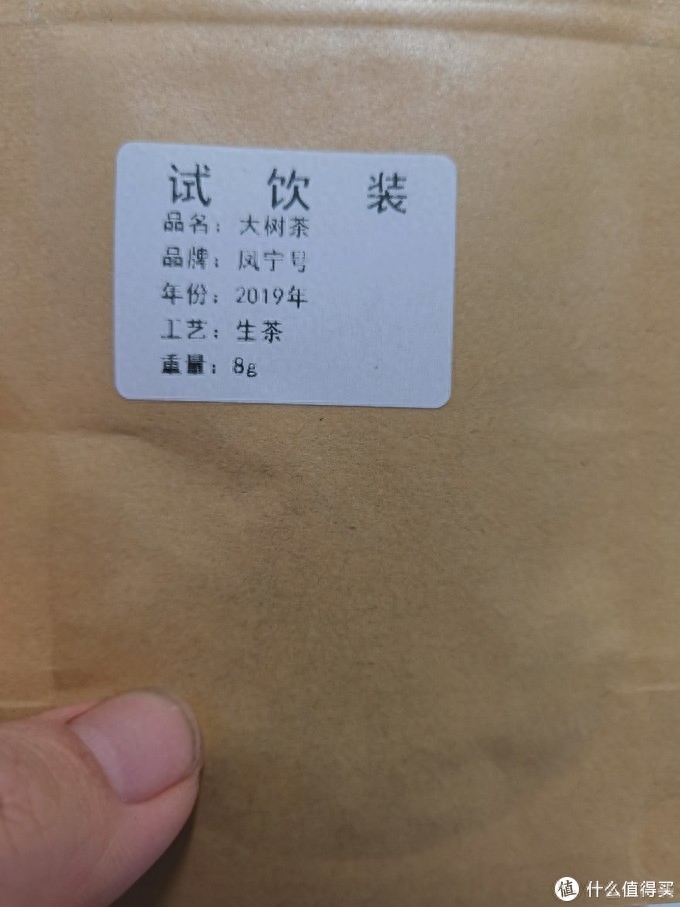 试 饮 装
品名：大树茶
品牌：凤宁号
年份：2019年
工艺：生茶
重量：8g
值 什么值得买